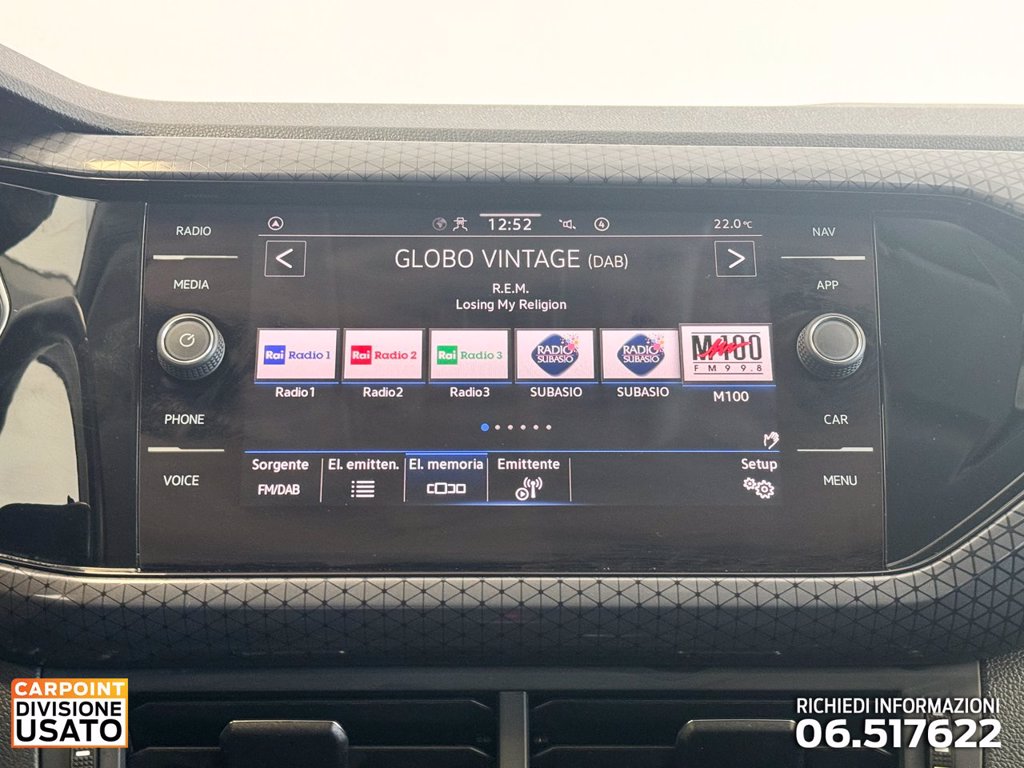 RADIO
MEDIA
PHONE
VOICE
NAV
APP
CAR
MENU
12:52
4
22.0°C
< GLOBO VINTAGE (DAB) >
R.E.M.
Losing My Religion
Rai Radio 1
Rai Radio 2
Rai Radio 3
RADIO SUBASIO
RADIO SUBASIO
M100
FM 99.8
Radio1 Radio2 Radio3 SUBASIO SUBASIO M100
Sorgente El. emitten. El. memoria Emittente Setup
FM/DAB
CARPOINT
DIVISIONE
USATO
RICHIEDI INFORMAZIONI
06.517622